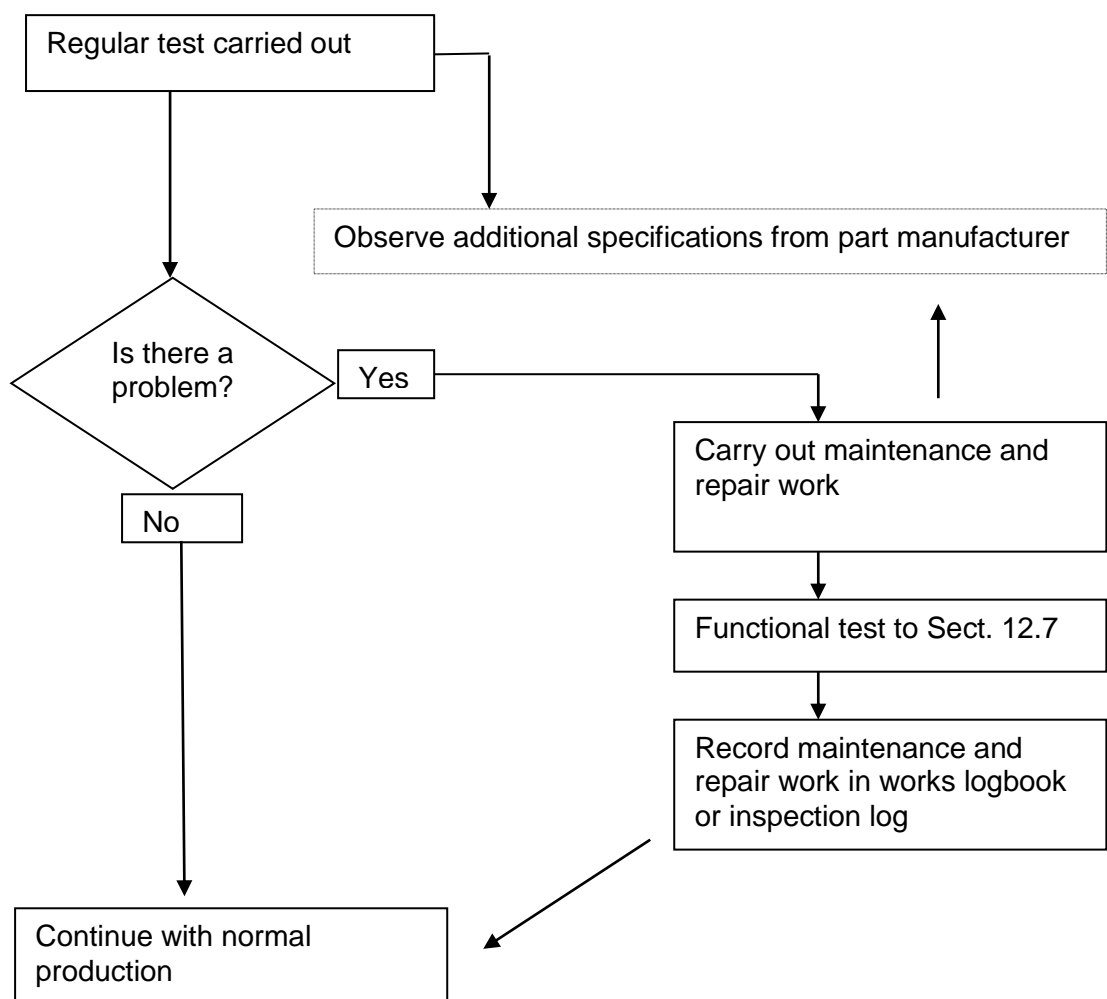 Regular test carried out
Observe additional specifications from part manufacturer
Is there a
problem?
Yes
Carry out maintenance and
repair work
No
Functional test to Sect. 12.7
Record maintenance and
repair work in works logbook
or inspection log
Continue with normal
production